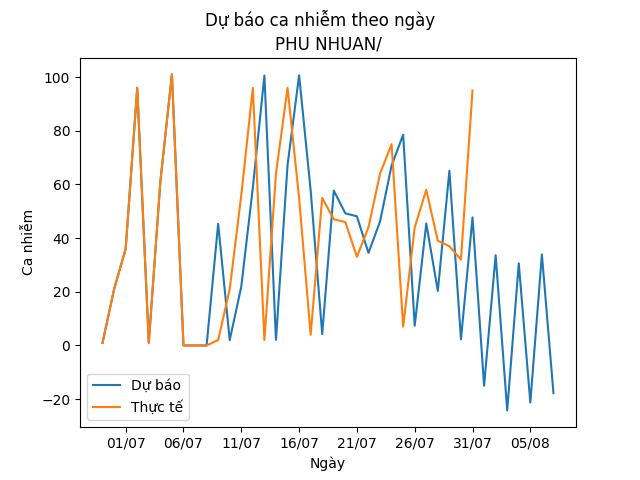 Dự báo ca nhiễm theo ngày
PHU NHUAN/
Ca nhiễm
100
80
60
40
20
0
−20
Dự báo
Thực tế
01/07
06/07
11/07
16/07
21/07
26/07
31/07
05/08
Ngày